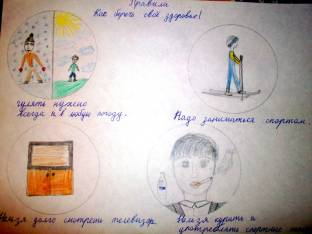 Правила
Как беречь своё здоровье!
гулять нужно
всегда и в любую погоду.
Надо заниматься спортом.
Нельзя долго смотреть телевизор
Нельзя курить и
употреблять спиртные